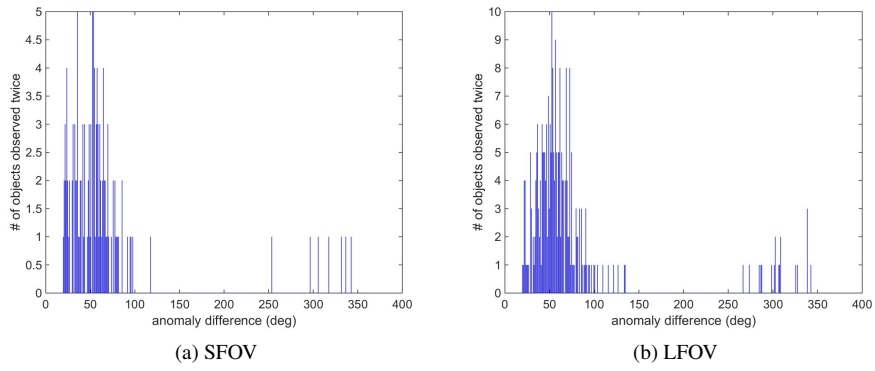 5
4.5
4
3.5
3
2.5
2
1.5
1
0.5
0
# of objects observed twice
0 50 100 150 200 250 300 350 400
anomaly difference (deg)
(a) SFOV
10
9
8
7
6
5
4
3
2
1
0
# of objects observed twice
0 50 100 150 200 250 300 350 400
anomaly difference (deg)
(b) LFOV